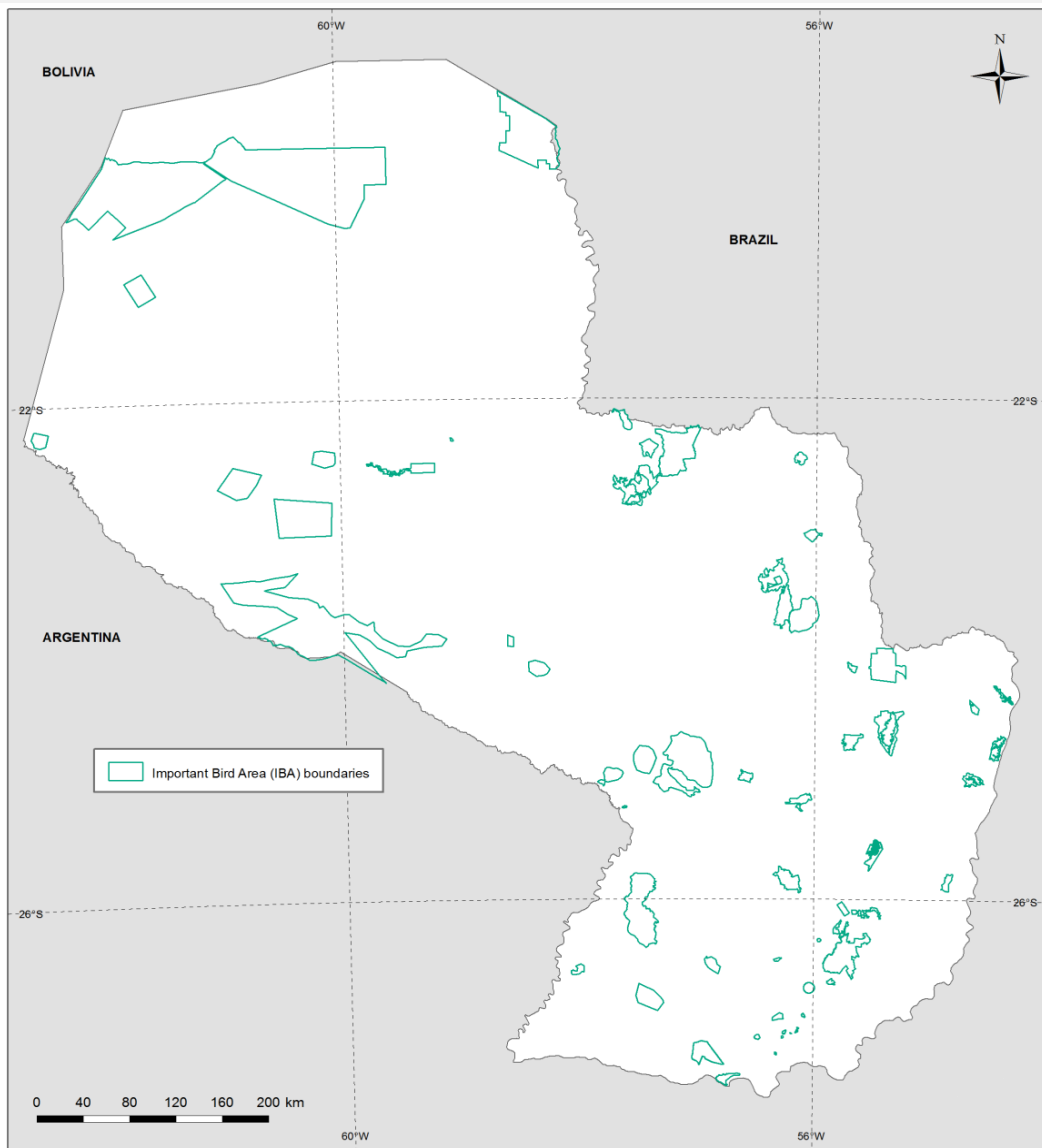 60°W
56°W
BOLIVIA
N
BRAZIL
22°S
22°S
ARGENTINA
Important Bird Area (IBA) boundaries
26°S
26°S
0 40 80 120 160 200 km
60°W
56°W